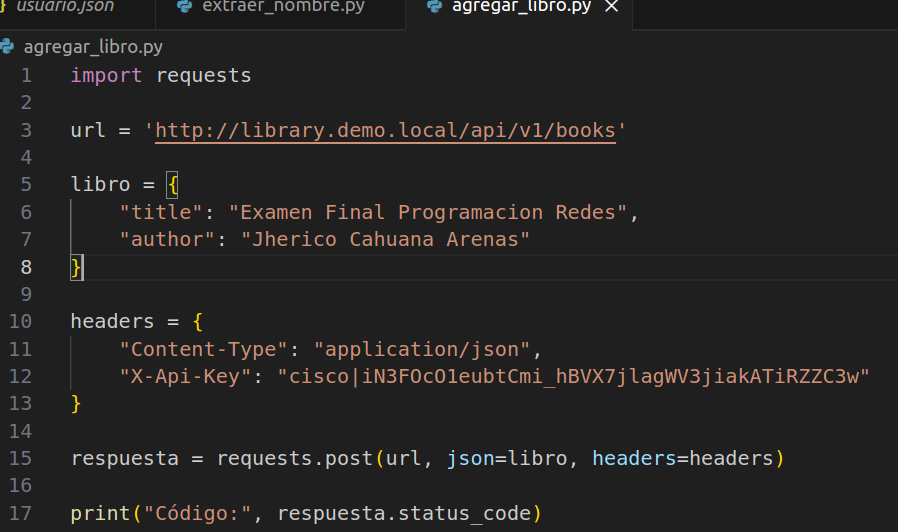 usuario.json extraer_nombre.py agregar_libro.py
agregar_libro.py
1 import requests
2
3 url = 'http://library.demo.local/api/v1/books'
4
5 libro = {
6 "title": "Examen Final Programacion Redes",
7 "author": "Jherico Cahuana Arenas"
8 }
9
10 headers = {
11 "Content-Type": "application/json",
12 "X-Api-Key": "cisco|iN3FOcO1eubtCmi_hBVX7jlagWV3jiakATiRZZC3w"
13 }
14
15 respuesta = requests.post(url, json=libro, headers=headers)
16
17 print("Código:", respuesta.status_code)